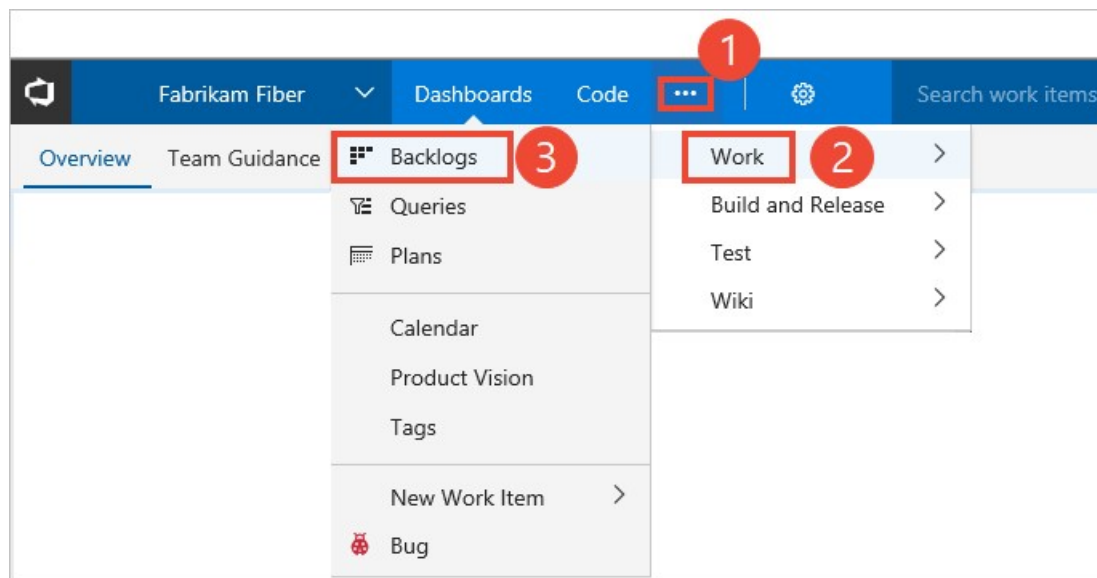 1
Fabrikam Fiber Dashboards Code ··· Search work items
Overview Team Guidance Backlogs 3 Work 2
Queries Build and Release
Plans Test
Wiki
Calendar
Product Vision
Tags
New Work Item
Bug